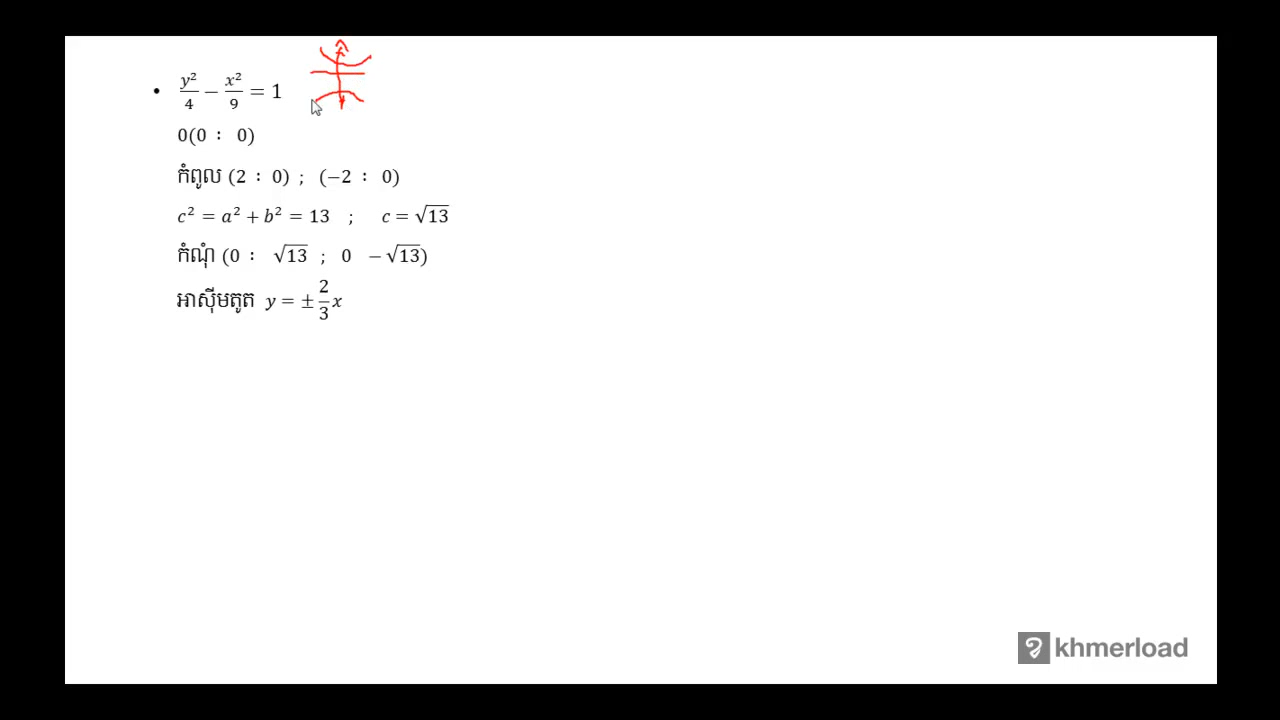 • y²/4 − x²/9 = 1
0(0 : 0)
កំពូល (2 : 0) ; (−2 : 0)
c² = a² + b² = 13 ; c = √13
កំណុំ (0 : √13 ; 0 −√13)
អាស៊ីមតូត y = ± 2/3 x
khmerload